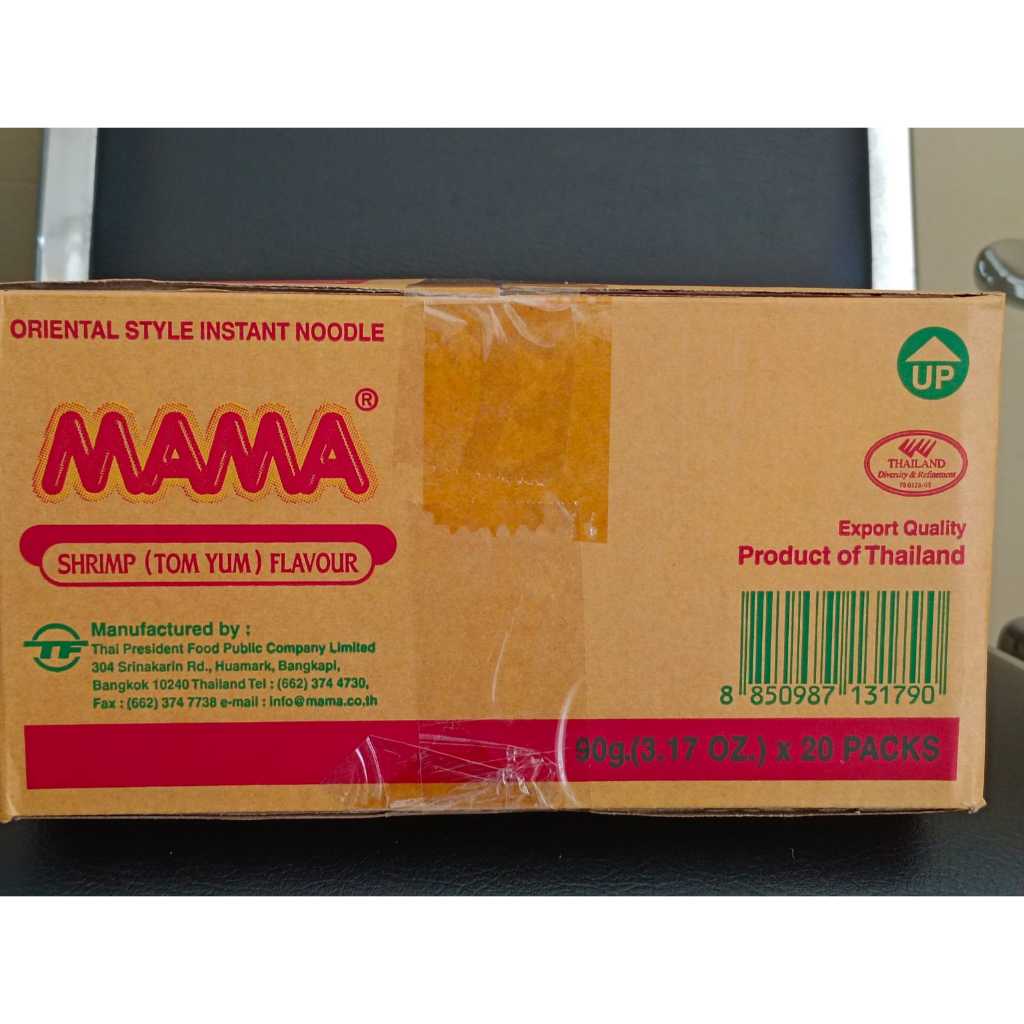 ORIENTAL STYLE INSTANT NOODLE
MAMA®
SHRIMP (TOM YUM) FLAVOUR
TF
Manufactured by :
Thai President Food Public Company Limited
304 Srinakarin Rd., Huamark, Bangkapi,
Bangkok 10240 Thailand Tel : (662) 374 4730,
Fax : (662) 374 7738 e-mail : info@mama.co.th
UP
THAILAND
Diversity & Refinement
Export Quality
Product of Thailand
8 850987 131790
90g.(3.17 OZ.) x 20 PACKS